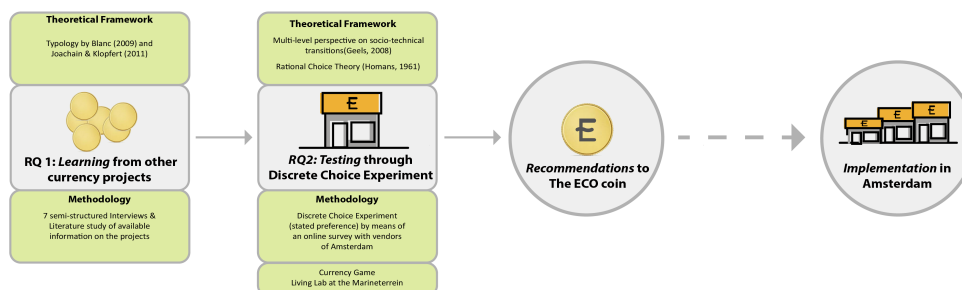 Theoretical Framework
Typology by Blanc (2009) and
Joachain & Klopfert (2011)
RQ 1: Learning from other
currency projects
Methodology
7 semi-structured Interviews &
Literature study of available
information on the projects
Theoretical Framework
Multi-level perspective on socio-technical
transitions(Geels, 2008)
Rational Choice Theory (Homans, 1961)
RQ2: Testing through
Discrete Choice Experiment
Methodology
Discrete Choice Experiment
(stated preference) by means of
an online survey with vendors
of Amsterdam
Currency Game
Living Lab at the Marineterrein
Recommendations to
The ECO coin
Implementation in
Amsterdam